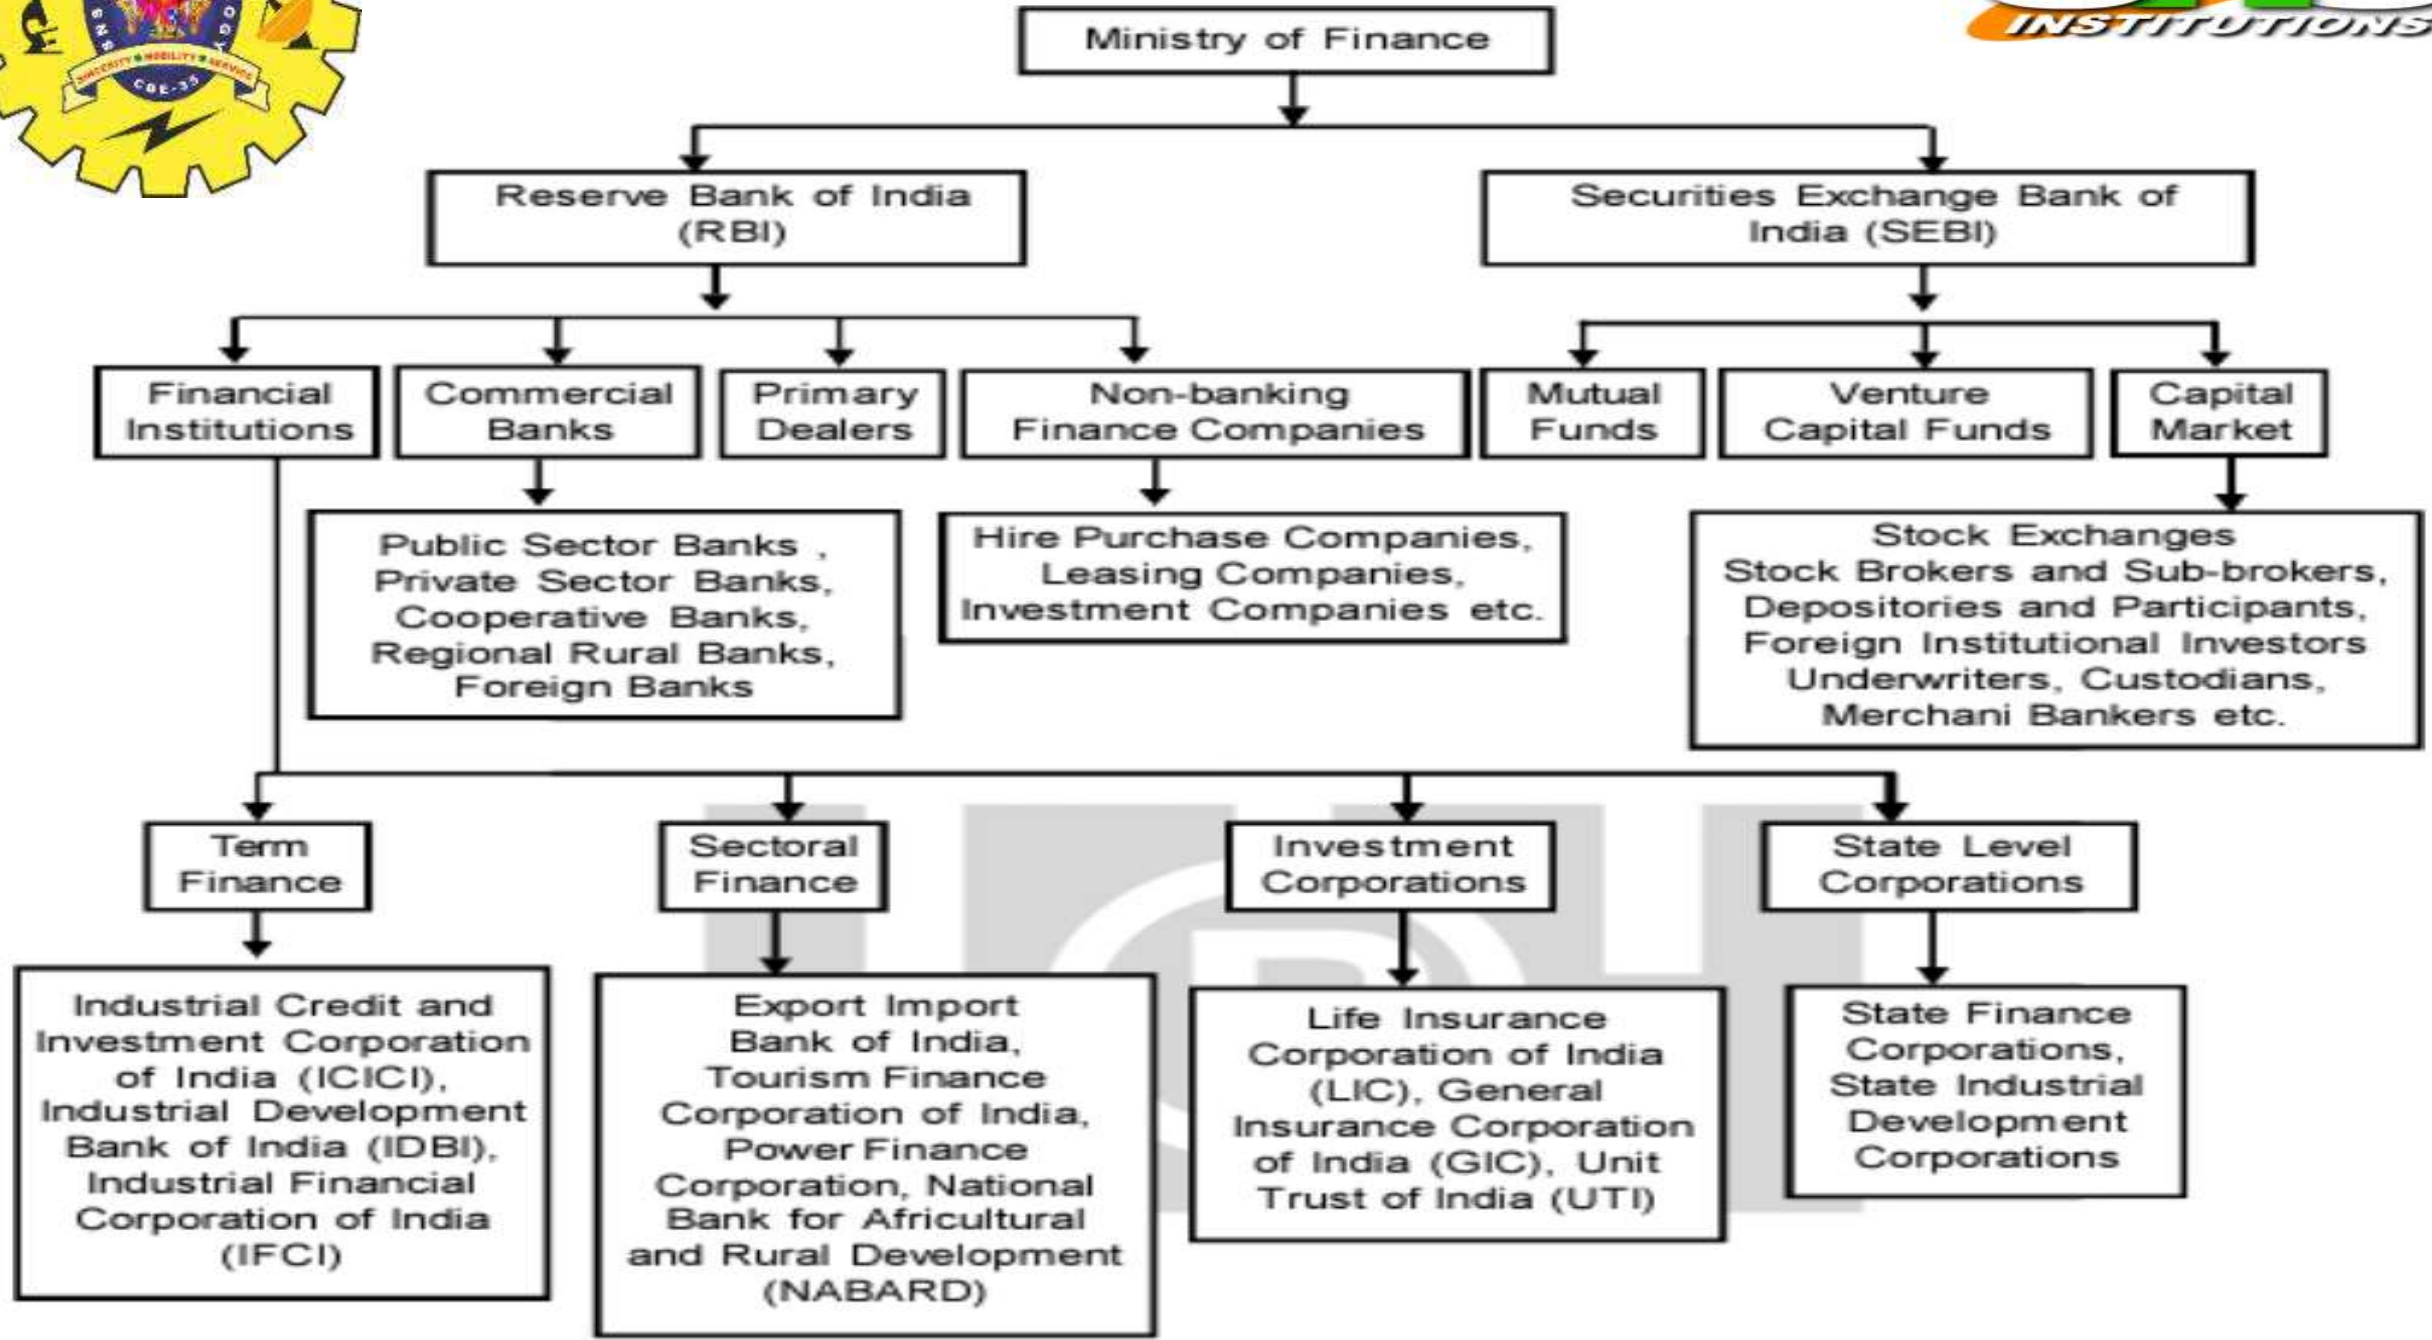 SINCERITY NOBILITY SERVICE
CBE-35
INSTITUTIONS
Ministry of Finance
Reserve Bank of India
(RBI)
Securities Exchange Bank of
India (SEBI)
Financial
Institutions
Commercial
Banks
Primary
Dealers
Non-banking
Finance Companies
Mutual
Funds
Venture
Capital Funds
Capital
Market
Public Sector Banks ,
Private Sector Banks,
Cooperative Banks,
Regional Rural Banks,
Foreign Banks
Hire Purchase Companies,
Leasing Companies,
Investment Companies etc.
Stock Exchanges
Stock Brokers and Sub-brokers,
Depositories and Participants,
Foreign Institutional Investors
Underwriters, Custodians,
Merchani Bankers etc.
Term
Finance
Sectoral
Finance
Investment
Corporations
State Level
Corporations
Industrial Credit and
Investment Corporation
of India (ICICI),
Industrial Development
Bank of India (IDBI),
Industrial Financial
Corporation of India
(IFCI)
Export Import
Bank of India,
Tourism Finance
Corporation of India,
Power Finance
Corporation, National
Bank for Africultural
and Rural Development
(NABARD)
Life Insurance
Corporation of India
(LIC), General
Insurance Corporation
of India (GIC), Unit
Trust of India (UTI)
State Finance
Corporations,
State Industrial
Development
Corporations